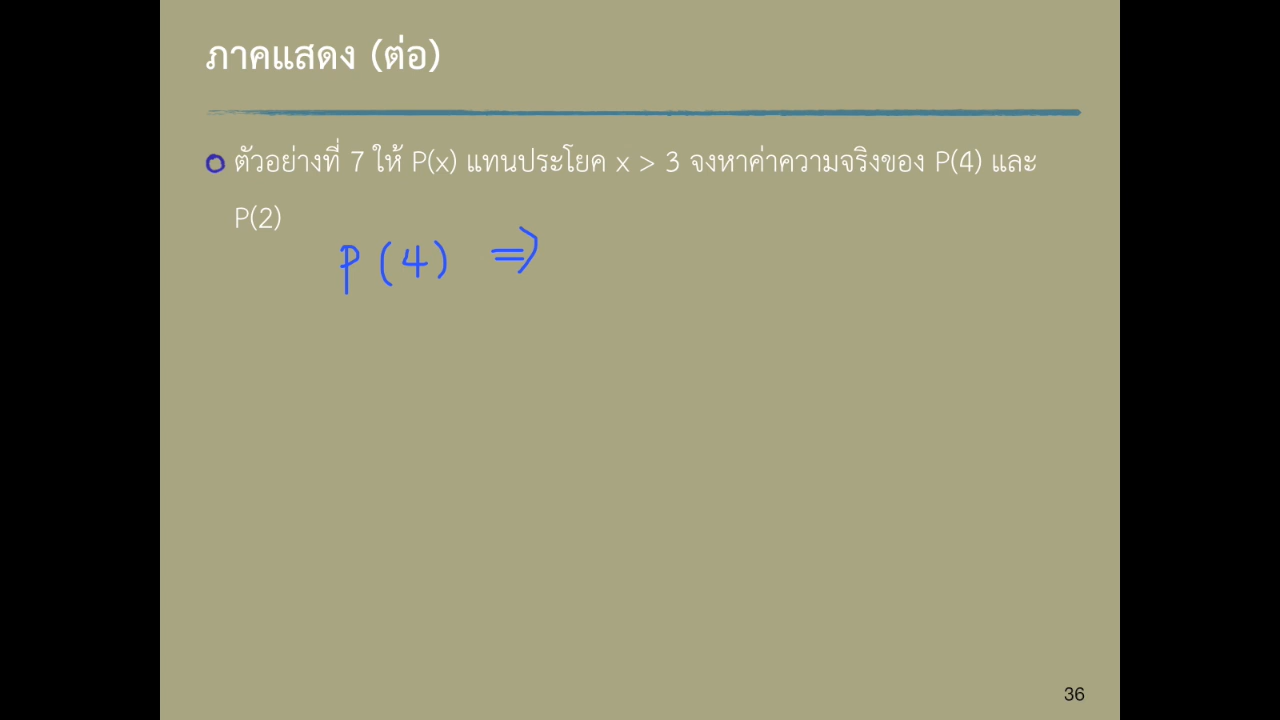 ภาคแสดง (ต่อ)
ตัวอย่างที่ 7 ให้ P(x) แทนประโยค x > 3 จงหาค่าความจริงของ P(4) และ
P(2)
P (4) ⇒
36